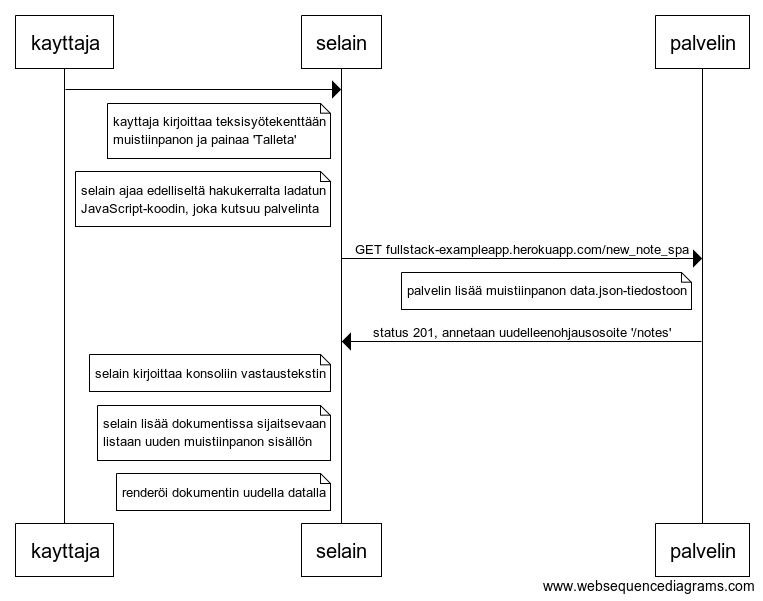 kayttaja
selain
palvelin
kayttaja kirjoittaa teksisyötekenttään
muistiinpanon ja painaa 'Talleta'
selain ajaa edelliseltä hakukerralta ladatun
JavaScript-koodin, joka kutsuu palvelinta
GET fullstack-exampleapp.herokuapp.com/new_note_spa
palvelin lisää muistiinpanon data.json-tiedostoon
status 201, annetaan uudelleenohjausosoite '/notes'
selain kirjoittaa konsoliin vastaustekstin
selain lisää dokumentissa sijaitsevaan
listaan uuden muistiinpanon sisällön
renderöi dokumentin uudella datalla
kayttaja
selain
palvelin
www.websequencediagrams.com